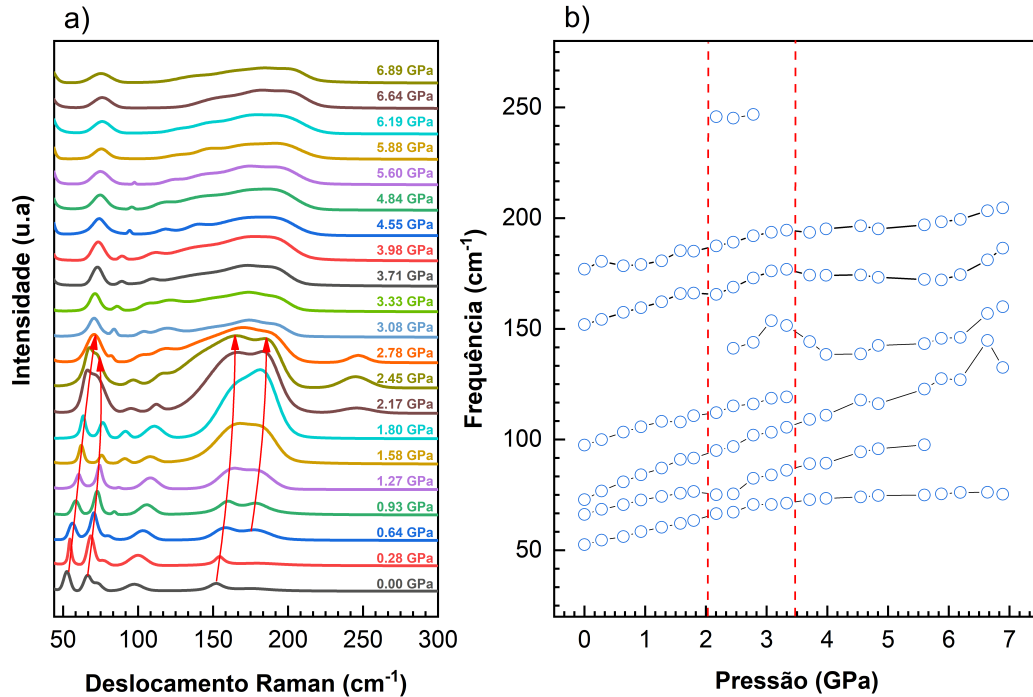 a)
Intensidade (u.a)
6.89 GPa
6.64 GPa
6.19 GPa
5.88 GPa
5.60 GPa
4.84 GPa
4.55 GPa
3.98 GPa
3.71 GPa
3.33 GPa
3.08 GPa
2.78 GPa
2.45 GPa
2.17 GPa
1.80 GPa
1.58 GPa
1.27 GPa
0.93 GPa
0.64 GPa
0.28 GPa
0.00 GPa
50 100 150 200 250 300
Deslocamento Raman (cm⁻¹)
b)
Frequência (cm⁻¹)
250
200
150
100
50
0 1 2 3 4 5 6 7
Pressão (GPa)